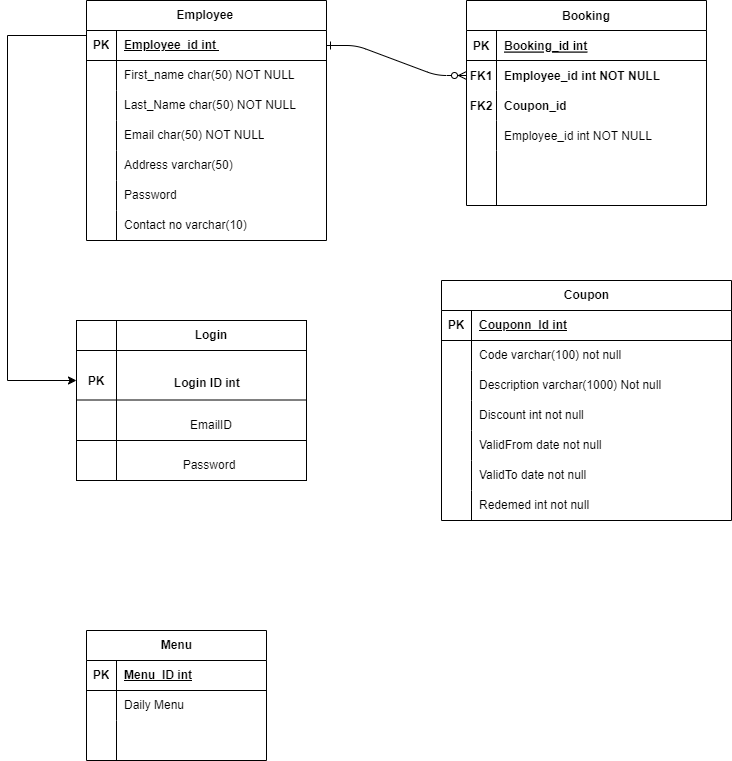 Employee
PK Employee_id int
First_name char(50) NOT NULL
Last_Name char(50) NOT NULL
Email char(50) NOT NULL
Address varchar(50)
Password
Contact no varchar(10)
Booking
PK Booking_id int
FK1 Employee_id int NOT NULL
FK2 Coupon_id
Employee_id int NOT NULL
Login
PK Login ID int
EmailID
Password
Coupon
PK Couponn_Id int
Code varchar(100) not null
Description varchar(1000) Not null
Discount int not null
ValidFrom date not null
ValidTo date not null
Redemed int not null
Menu
PK Menu_ID int
Daily Menu